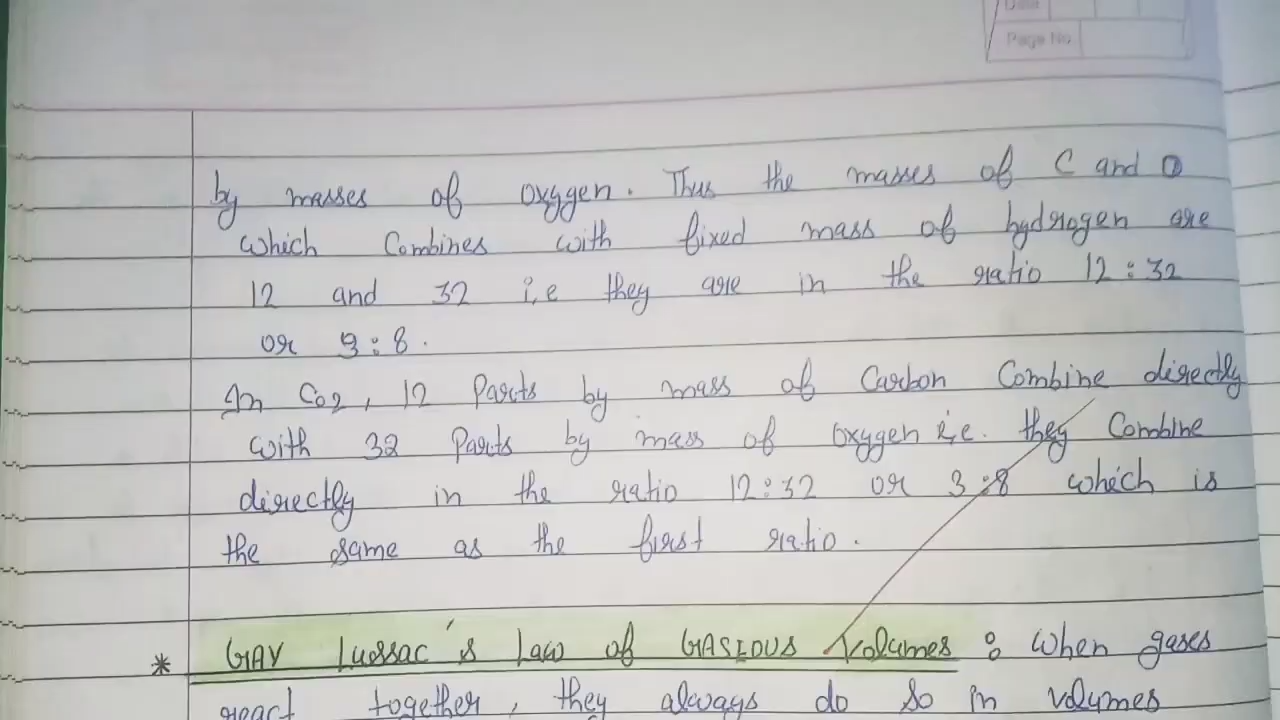 Date
Page No
by masses of oxygen. Thus the masses of C and O
which Combines with fixed mass of hydrogen are
12 and 32 i,e they are in the ratio 12:32
or 3:8.
In Co2, 12 Parts by mass of Carbon Combine directly
with 32 Parts by mass of oxygen i,e. they Combine
directly in the ratio 12:32 or 3:8 which is
the same as the first ratio.
* GAY Lussac's Law of GASIOUS Volumes : When gases
react together, they always do so in volumes